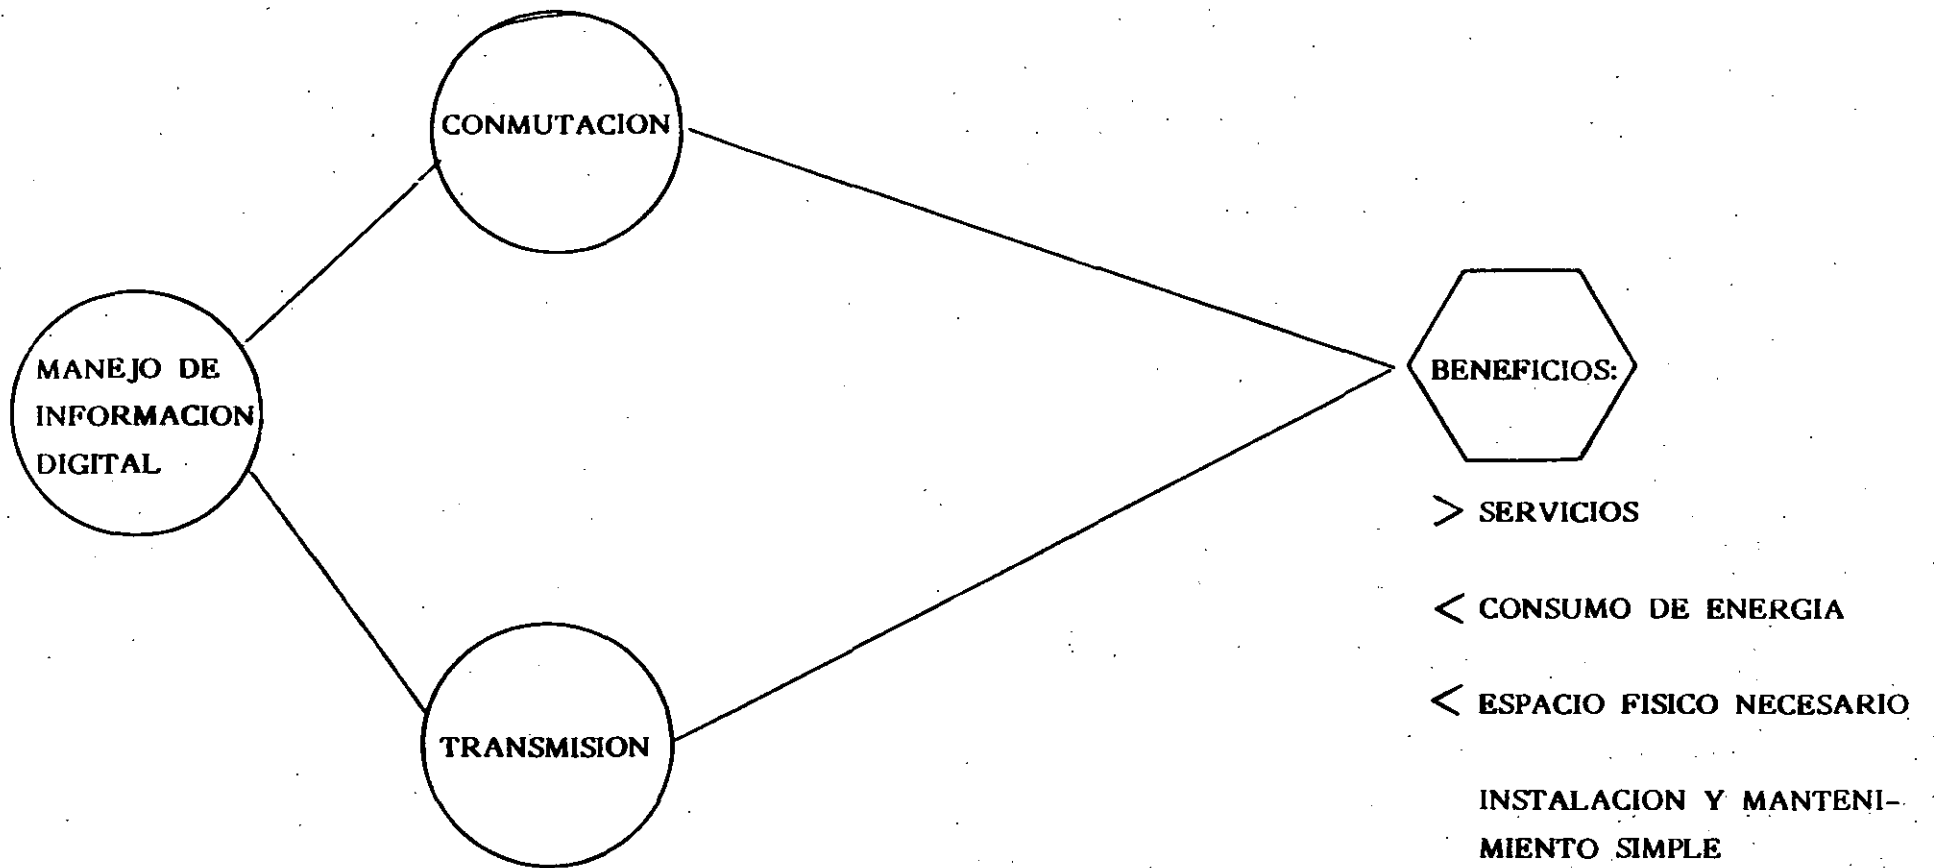 CONMUTACION
MANEJO DE
INFORMACION
DIGITAL
TRANSMISION
BENEFICIOS:
> SERVICIOS
< CONSUMO DE ENERGIA
< ESPACIO FISICO NECESARIO
INSTALACION Y MANTENI-
MIENTO SIMPLE